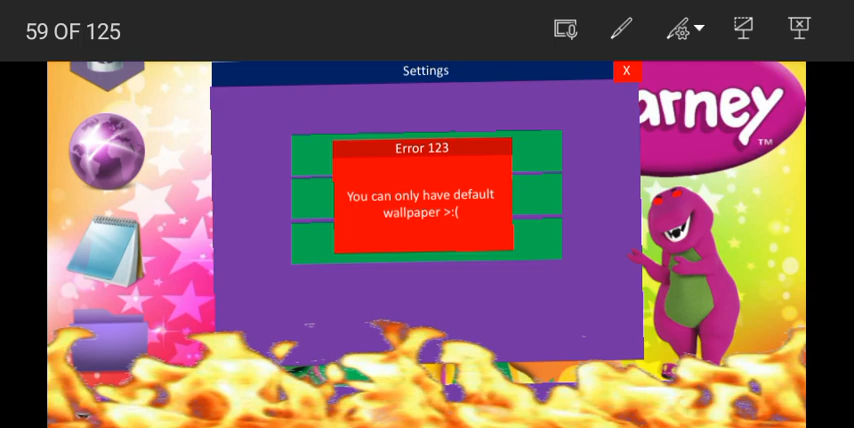 59 OF 125
Settings
X
arney
TM
Error 123
You can only have default
wallpaper >:(